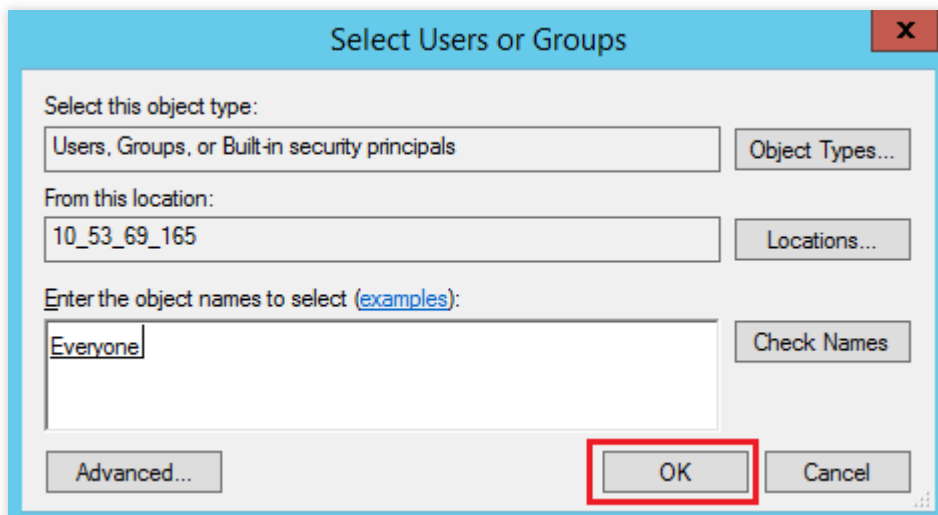 Select Users or Groups
x
Select this object type:
Users, Groups, or Built-in security principals
Object Types...
From this location:
10_53_69_165
Locations...
Enter the object names to select (examples):
Everyone
Check Names
Advanced...
OK
Cancel